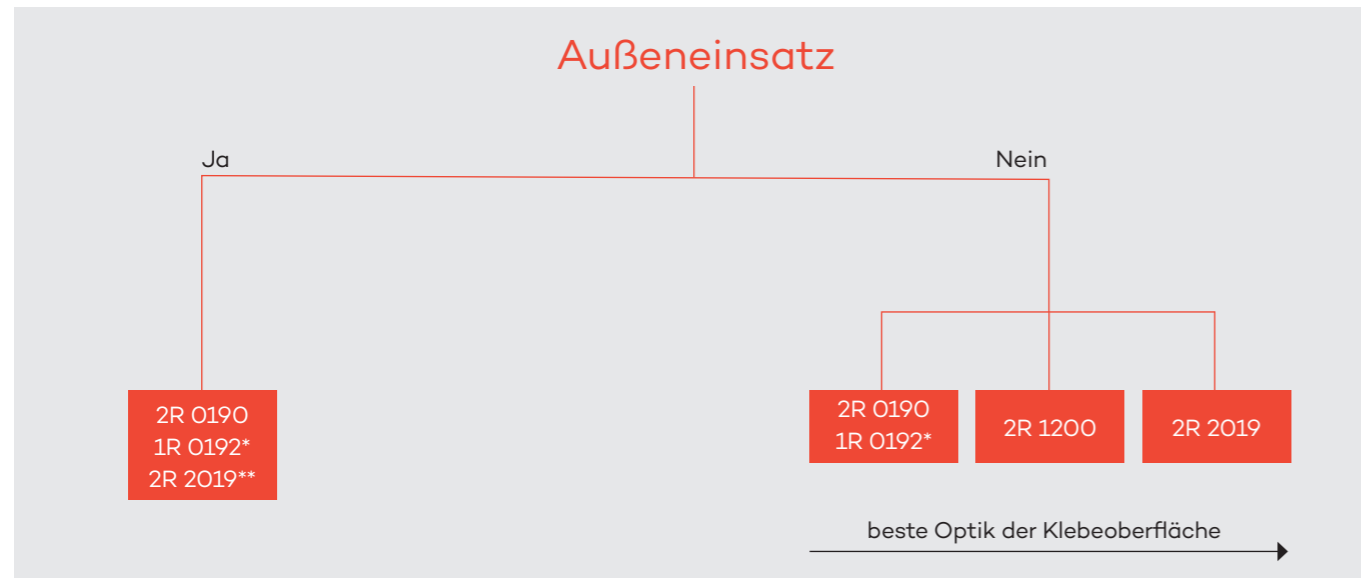 Außeneinsatz
Ja
Nein
2R 0190
1R 0192*
2R 2019**
2R 0190
1R 0192*
2R 1200
2R 2019
beste Optik der Klebeoberfläche